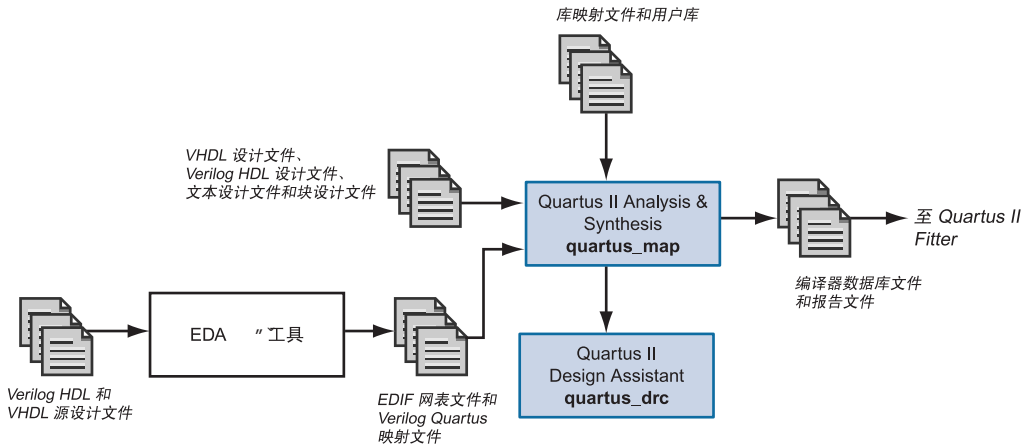 库映射文件和用户库
VHDL 设计文件、
Verilog HDL 设计文件、
文本设计文件和块设计文件
Quartus II Analysis &
Synthesis
quartus_map
至 Quartus II
Fitter
编译器数据库文件
和报告文件
EDA 工具
Quartus II
Design Assistant
quartus_drc
Verilog HDL 和
VHDL 源设计文件
EDIF 网表文件和
Verilog Quartus
映射文件